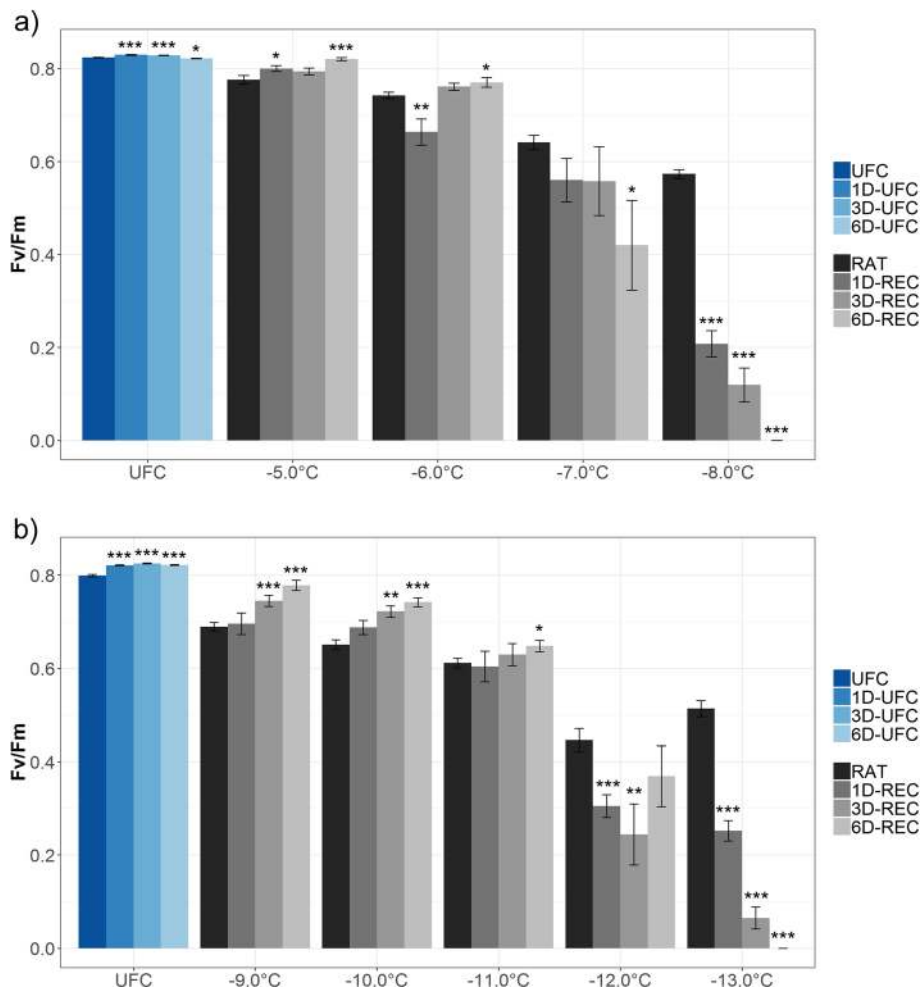 a)
*** *** *
* ***
** *
*
*** *** ***
0.8
0.6
0.4
0.2
0.0
Fv/Fm
UFC -5.0°C -6.0°C -7.0°C -8.0°C
UFC
1D-UFC
3D-UFC
6D-UFC
RAT
1D-REC
3D-REC
6D-REC
b)
*** *** ***
*** ***
** ***
*
*** **
*** *** ***
0.8
0.6
0.4
0.2
0.0
Fv/Fm
UFC -9.0°C -10.0°C -11.0°C -12.0°C -13.0°C
UFC
1D-UFC
3D-UFC
6D-UFC
RAT
1D-REC
3D-REC
6D-REC